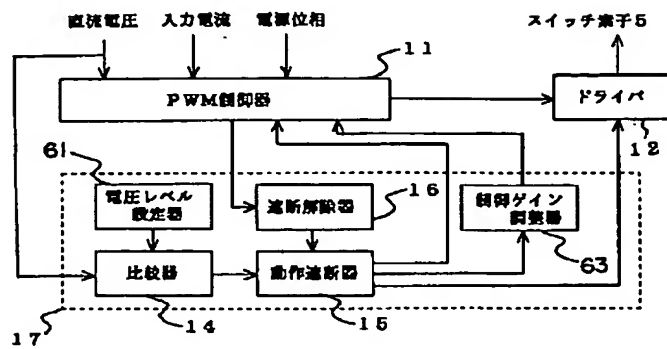 直流電圧 入力電流 電源位相 スイッチ素子5
11
PWM制御器
ドライバ
12
61
電圧レベル
設定器
遮断解除器
16
制御ゲイン
調整器
63
比較器
動作遮断器
14
15
17